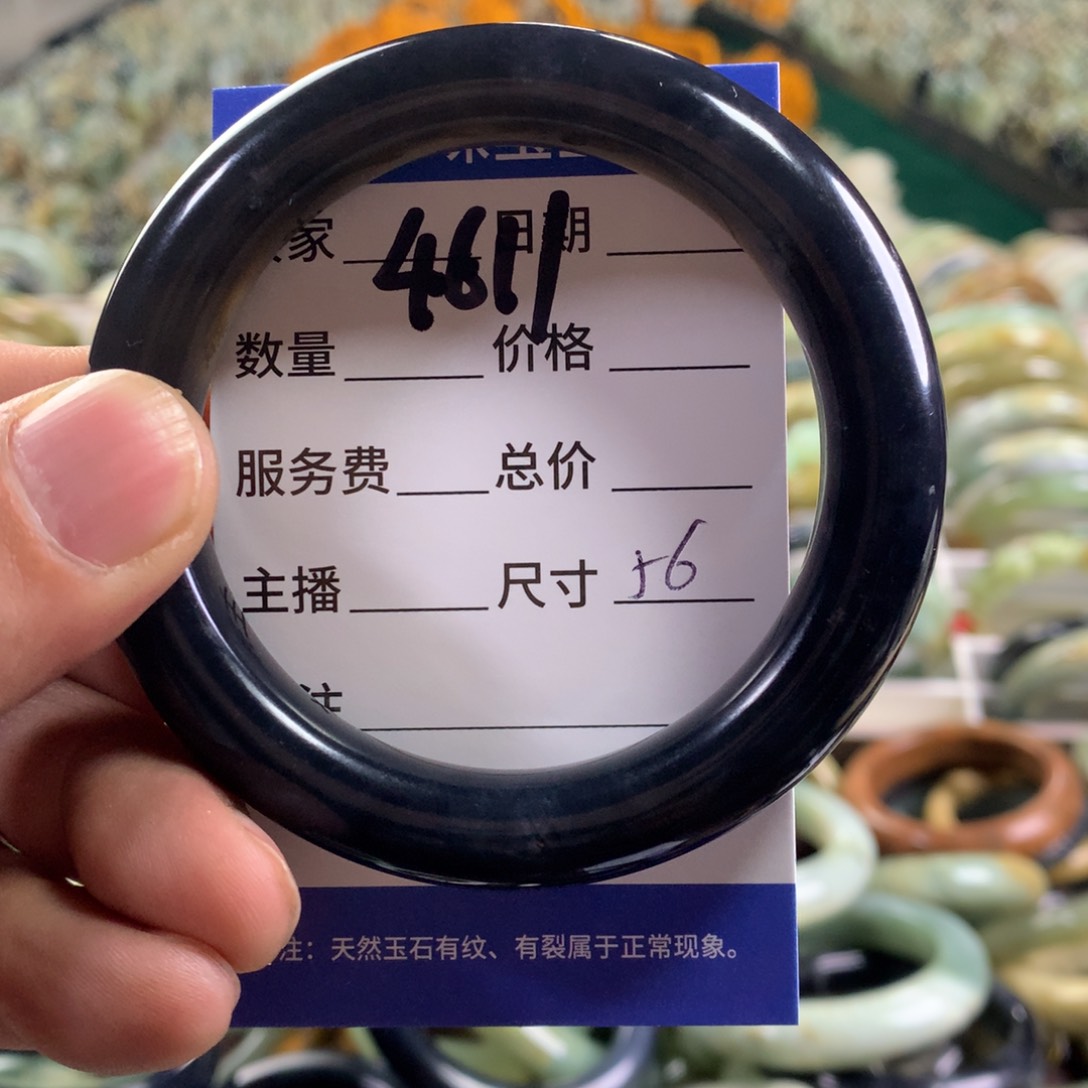 家 4611 日期
数量 价格
服务费 总价
主播 尺寸 56
注
注：天然玉石有纹、有裂属于正常现象。